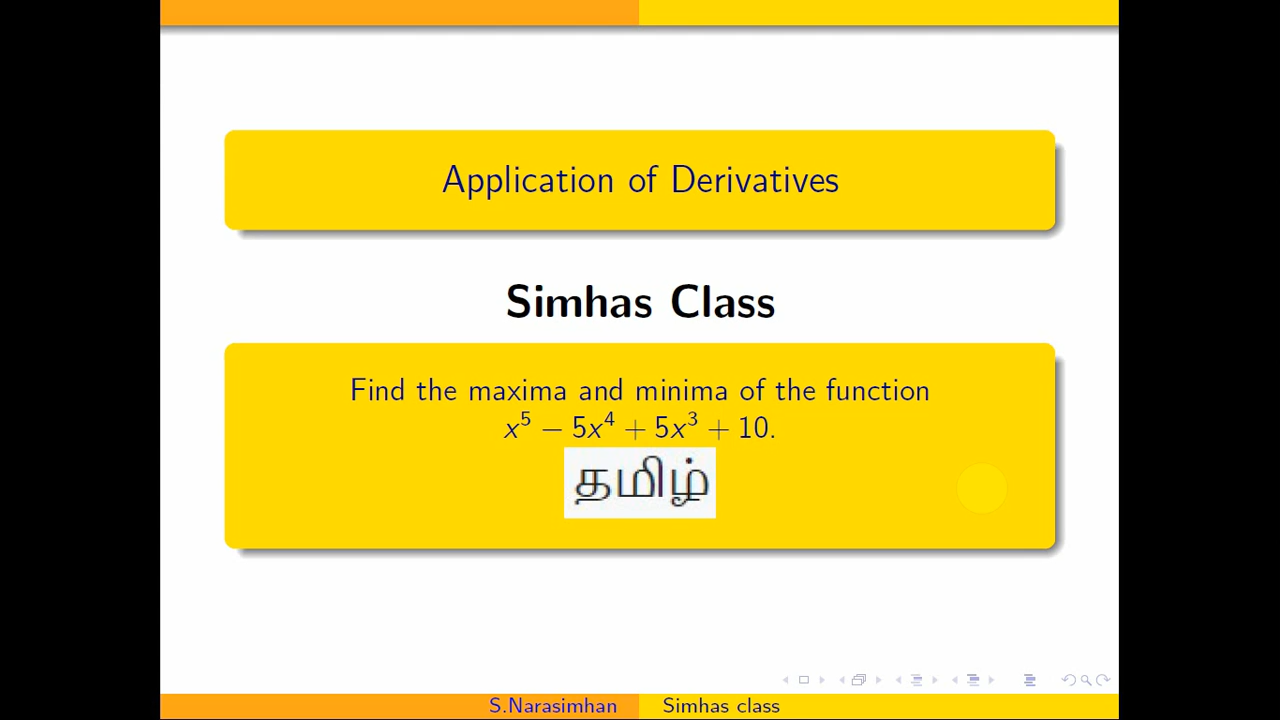 Application of Derivatives
Simhas Class
Find the maxima and minima of the function
x⁵ − 5x⁴ + 5x³ + 10.
தமிழ்
S.Narasimhan Simhas class